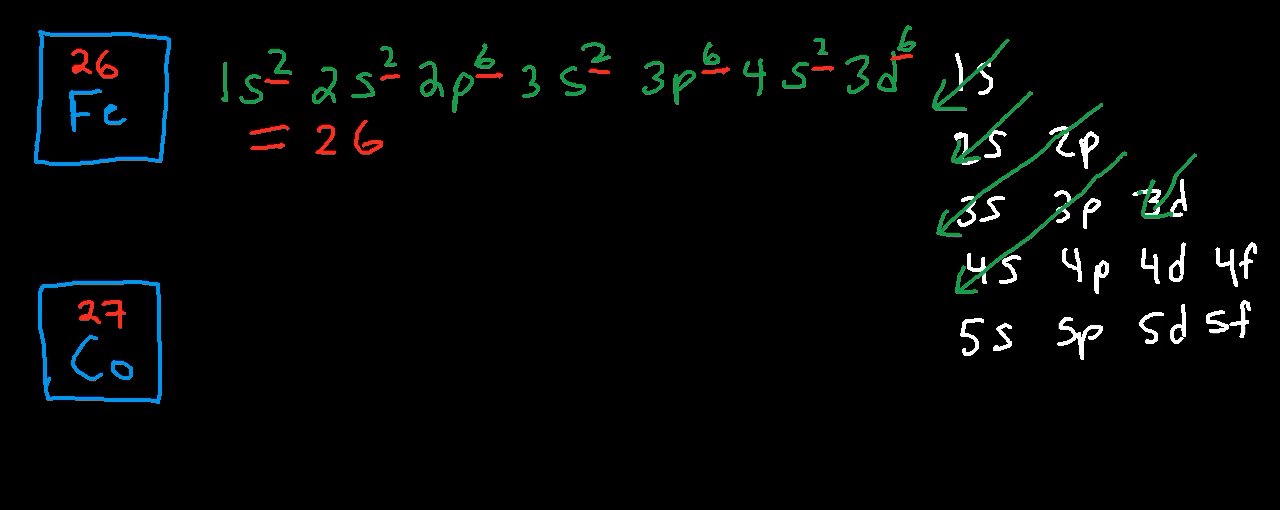 26
Fe
1s² 2s² 2p⁶ 3s² 3p⁶ 4s² 3d⁶
= 26
1s
2s 2p
3s 3p 3d
4s 4p 4d 4f
5s 5p 5d 5f
27
Co